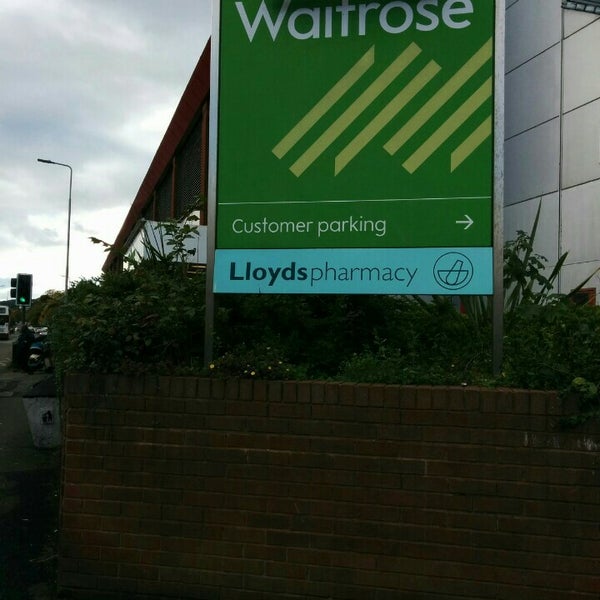 Waitrose
Customer parking
Lloydspharmacy